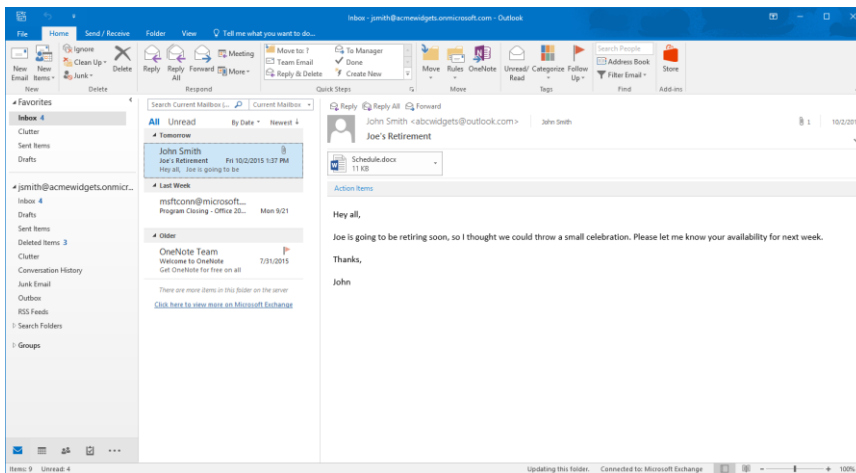 Inbox - jsmith@acmewidgets.onmicrosoft.com - Outlook
File Home Send / Receive Folder View Tell me what you want to do...
New Email
New Items
Ignore
Clean Up
Junk
Delete
Reply
Reply All
Forward
Meeting
More
Move to: ?
Team Email
Reply & Delete
To Manager
Done
Create New
Move
Rules
OneNote
Unread/ Read
Categorize
Follow Up
Search People
Address Book
Filter Email
Store
New Delete Respond Quick Steps Move Tags Find Add-ins
Favorites
Inbox 4
Clutter
Sent Items
Drafts
jsmith@acmewidgets.onmicr...
Inbox 4
Drafts
Sent Items
Deleted Items 3
Clutter
Conversation History
Junk Email
Outbox
RSS Feeds
Search Folders
Groups
Search Current Mailbox (... Current Mailbox
All Unread By Date Newest
Tomorrow
John Smith
Joe's Retirement Fri 10/2/2015 1:37 PM
Hey all, Joe is going to be
Last Week
msftconn@microsoft...
Program Closing - Office 20... Mon 9/21
Older
OneNote Team
Welcome to OneNote 7/31/2015
Get OneNote for free on all
There are more items in this folder on the server
Click here to view more on Microsoft Exchange
Reply Reply All Forward
John Smith <abcwidgets@outlook.com> John Smith 1 10/2/201
Joe's Retirement
Schedule.docx
11 KB
Action Items
Hey all,
Joe is going to be retiring soon, so I thought we could throw a small celebration. Please let me know your availability for next week.
Thanks,
John
Items: 9 Unread: 4 Updating this folder. Connected to: Microsoft Exchange 100%